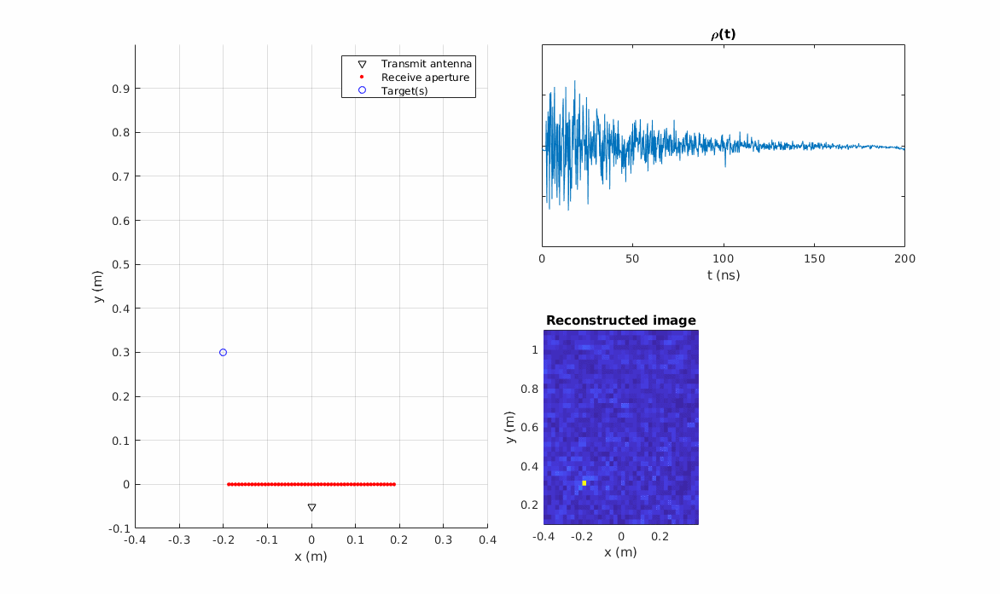 Transmit antenna
Receive aperture
Target(s)
0.9
0.8
0.7
0.6
0.5
0.4
0.3
0.2
0.1
0
-0.1
y (m)
-0.4 -0.3 -0.2 -0.1 0 0.1 0.2 0.3 0.4
x (m)
ρ(t)
0 50 100 150 200
t (ns)
Reconstructed image
1
0.8
0.6
0.4
0.2
y (m)
-0.4 -0.2 0 0.2
x (m)